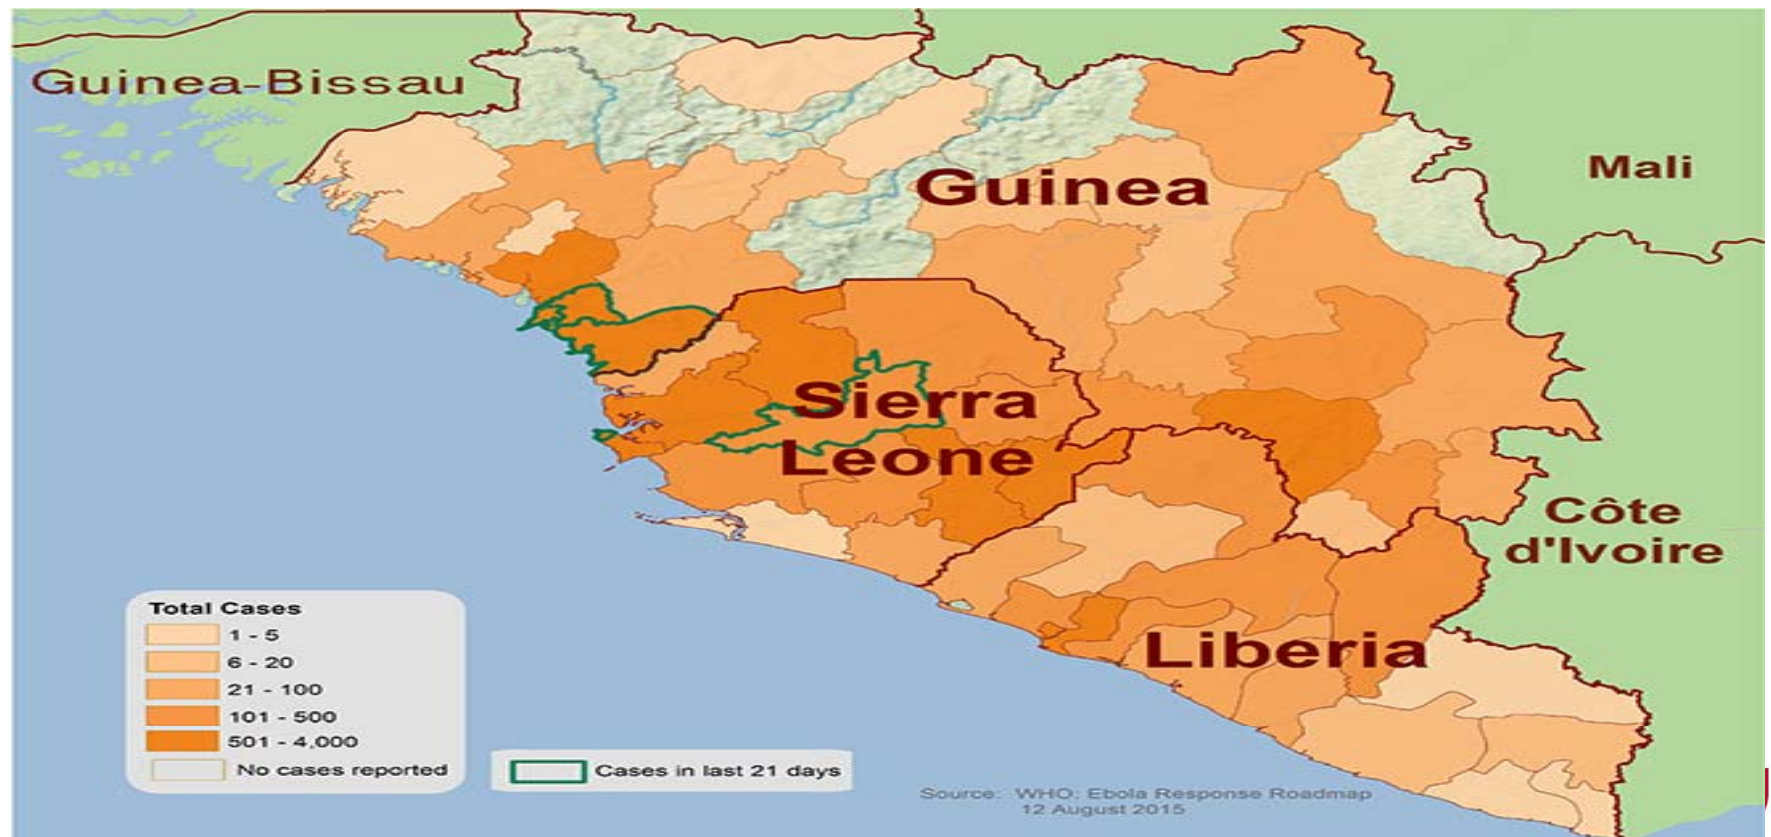 Guinea-Bissau
Mali
Guinea
Sierra
Leone
Côte
d'Ivoire
Liberia
Total Cases
1 - 5
6 - 20
21 - 100
101 - 500
501 - 4,000
No cases reported
Cases in last 21 days
Source: WHO: Ebola Response Roadmap
12 August 2015